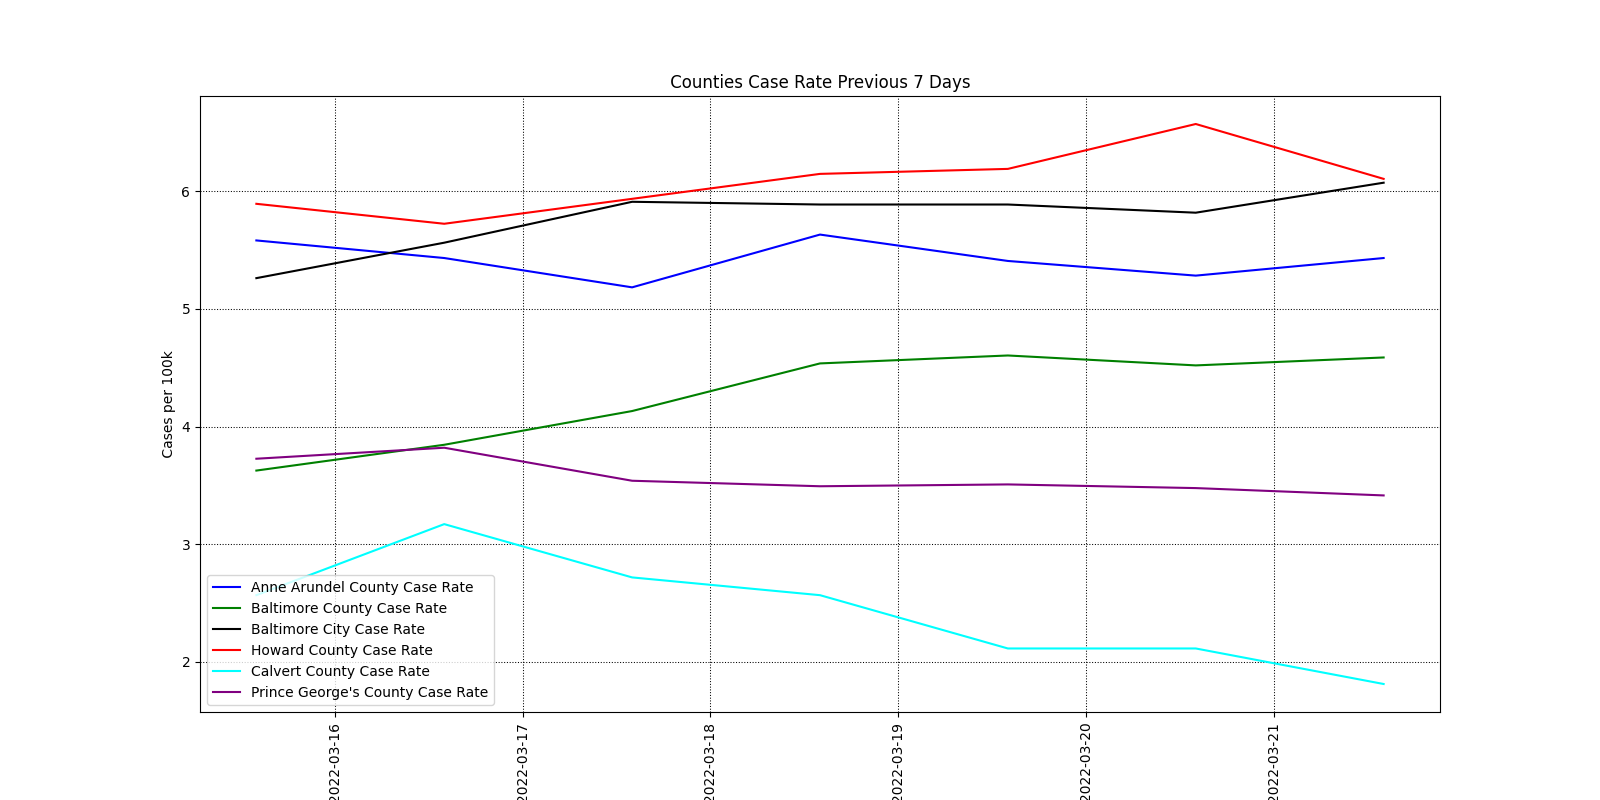 Counties Case Rate Previous 7 Days
Cases per 100k
6
5
4
3
2
Anne Arundel County Case Rate
Baltimore County Case Rate
Baltimore City Case Rate
Howard County Case Rate
Calvert County Case Rate
Prince George's County Case Rate
2022-03-16
2022-03-17
2022-03-18
2022-03-19
2022-03-20
2022-03-21